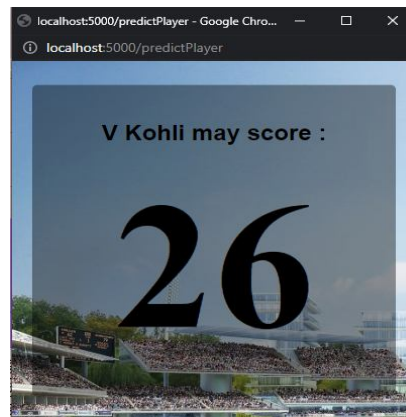 localhost:5000/predictPlayer - Google Chro...
localhost:5000/predictPlayer
V Kohli may score :
26